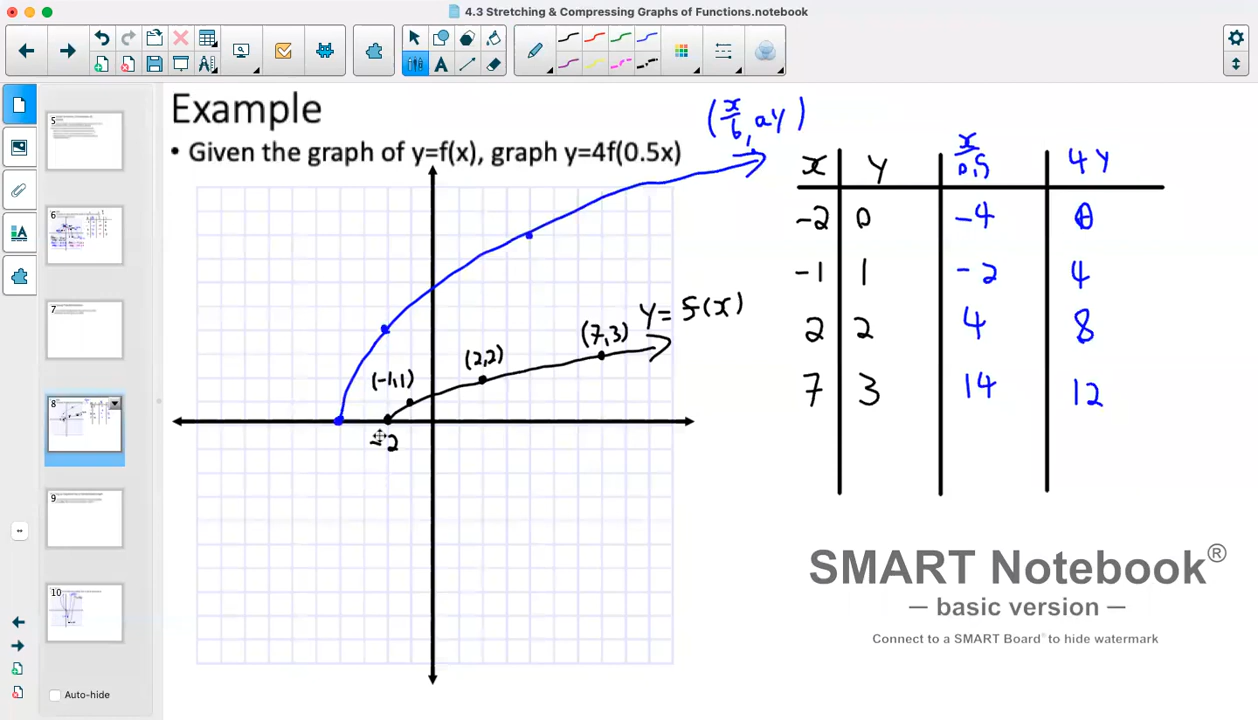 4.3 Stretching & Compressing Graphs of Functions.notebook
Example
• Given the graph of y=f(x), graph y=4f(0.5x)
(x/b, ay)
x y x/0.5 4y
-2 0 -4 0
-1 1 -2 4
2 2 4 8
7 3 14 12
y = f(x)
(7,3)
(2,2)
(-1,1)
-2
5
6
7
8
9
10
Auto-hide
SMART Notebook®
— basic version —
Connect to a SMART Board® to hide watermark